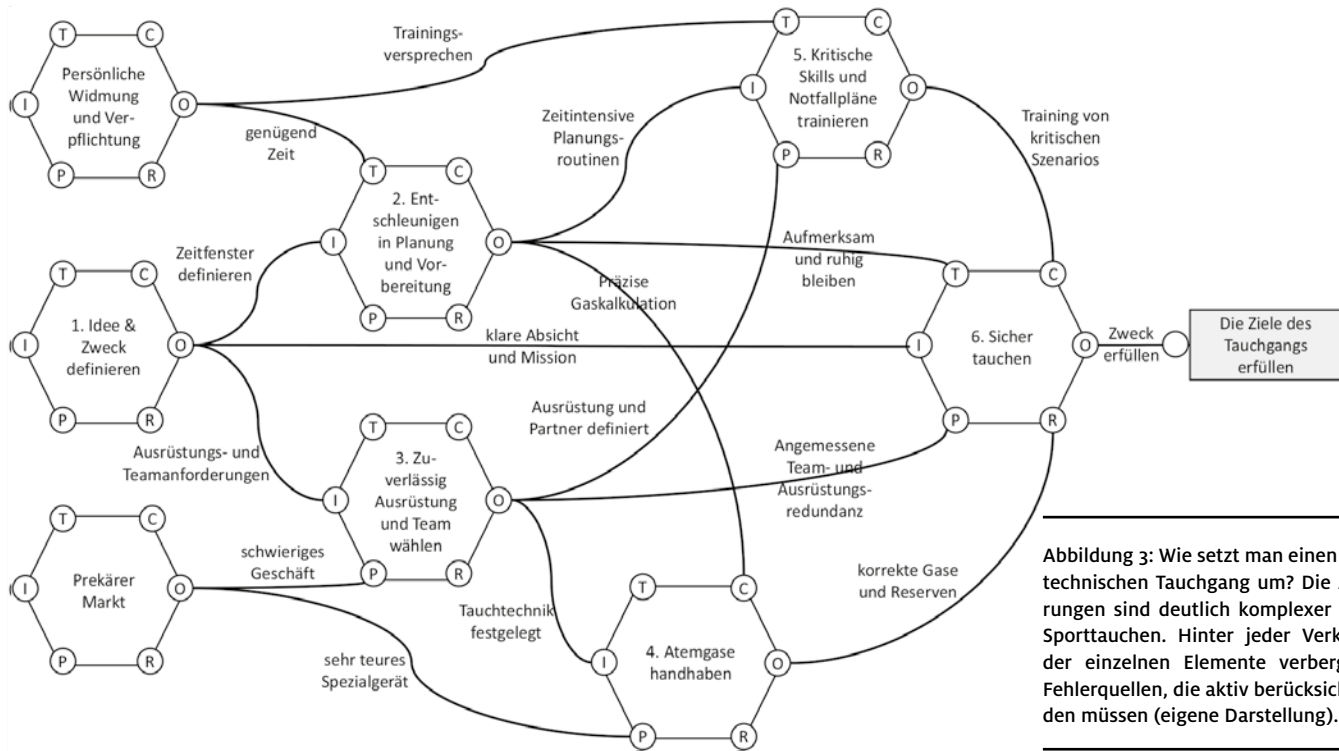 T
C
I
O
P
R
Persönliche
Widmung
und Ver-
pflichtung
Trainings-
versprechen
genügend
Zeit
T
C
I
O
P
R
5. Kritische
Skills und
Notfallpläne
trainieren
Zeitintensive
Planungs-
routinen
Training von
kritischen
Szenarios
T
C
I
O
P
R
2. Ent-
schleunigen
in Planung
und Vor-
bereitung
Zeitfenster
definieren
Aufmerksam
und ruhig
bleiben
Präzise
Gaskalkulation
T
C
I
O
P
R
1. Idee &
Zweck
definieren
klare Absicht
und Mission
T
C
I
O
P
R
6. Sicher
tauchen
Zweck
erfüllen
Die Ziele des
Tauchgangs
erfüllen
Ausrüstungs- und
Teamanforderungen
T
C
I
O
P
R
3. Zu-
verlässig
Ausrüstung
und Team
wählen
Ausrüstung und
Partner definiert
Angemessene
Team- und
Ausrüstungs-
redundanz
T
C
I
O
P
R
Prekärer
Markt
schwieriges
Geschäft
sehr teures
Spezialgerät
Tauchtechnik
festgelegt
T
C
I
O
P
R
4. Atemgase
handhaben
korrekte Gase
und Reserven
Abbildung 3: Wie setzt man einen
technischen Tauchgang um? Die
rungen sind deutlich komplexer
Sporttauchen. Hinter jeder Verk
der einzelnen Elemente verberg
Fehlerquellen, die aktiv berücksic
den müssen (eigene Darstellung).